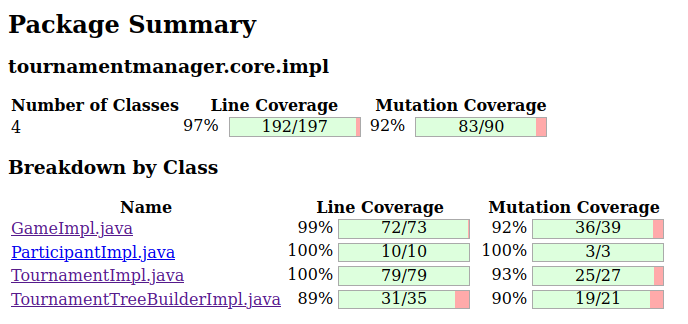 Package Summary
tournamentmanager.core.impl
Number of Classes Line Coverage Mutation Coverage
4 97% 192/197 92% 83/90
Breakdown by Class
Name Line Coverage Mutation Coverage
GameImpl.java 99% 72/73 92% 36/39
ParticipantImpl.java 100% 10/10 100% 3/3
TournamentImpl.java 100% 79/79 93% 25/27
TournamentTreeBuilderImpl.java 89% 31/35 90% 19/21